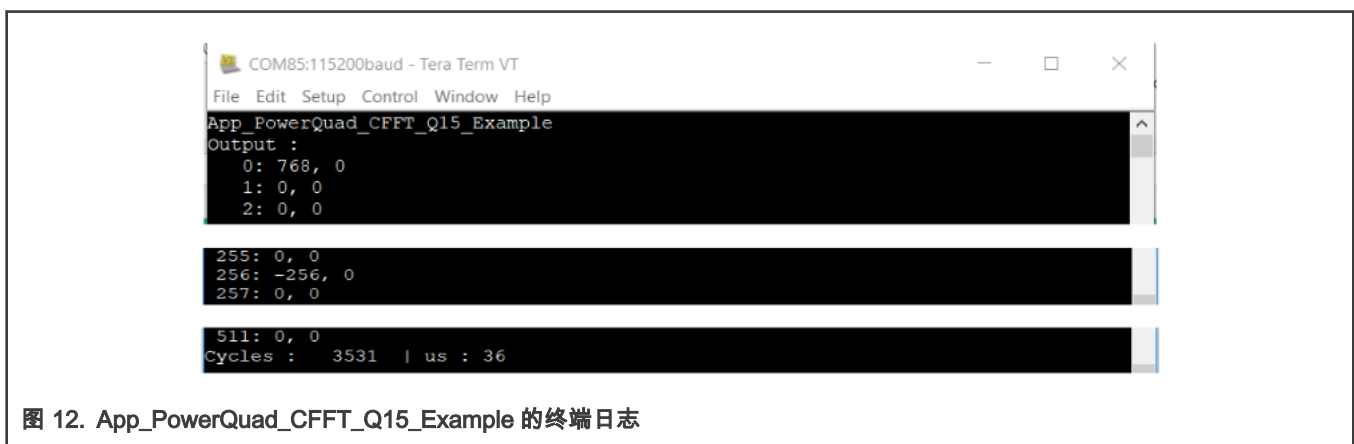 COM85:115200baud - Tera Term VT
File Edit Setup Control Window Help
App_PowerQuad_CFFT_Q15_Example
Output :
0: 768, 0
1: 0, 0
2: 0, 0
255: 0, 0
256: -256, 0
257: 0, 0
511: 0, 0
Cycles : 3531 | us : 36
图 12. App_PowerQuad_CFFT_Q15_Example 的终端日志